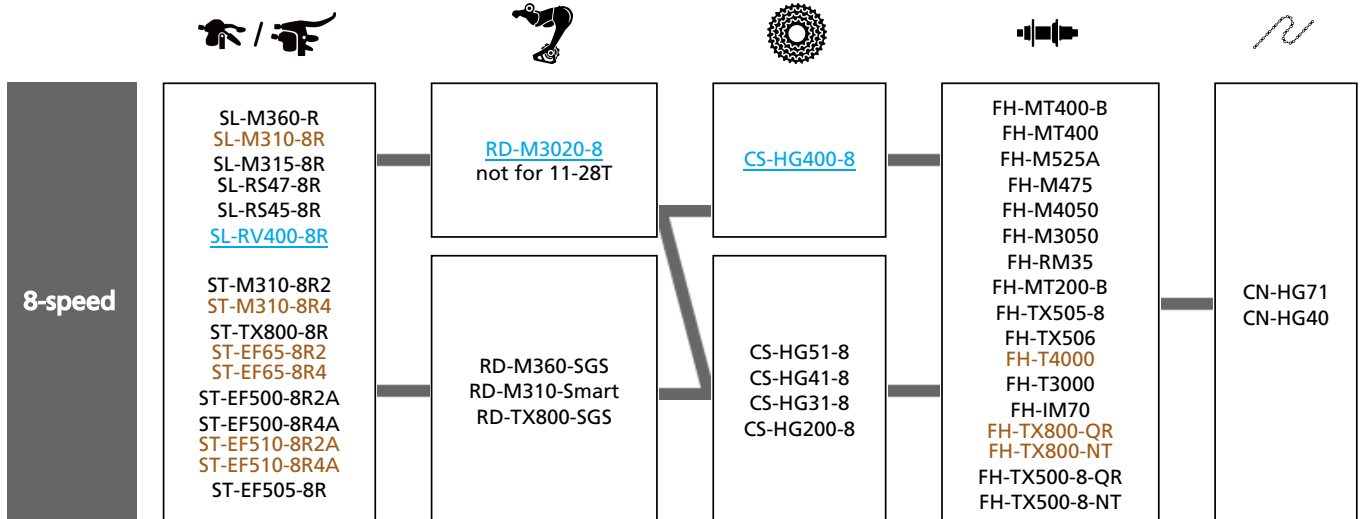 /
8-speed
SL-M360-R
SL-M310-8R
SL-M315-8R
SL-RS47-8R
SL-RS45-8R
SL-RV400-8R
ST-M310-8R2
ST-M310-8R4
ST-TX800-8R
ST-EF65-8R2
ST-EF65-8R4
ST-EF500-8R2A
ST-EF500-8R4A
ST-EF510-8R2A
ST-EF510-8R4A
ST-EF505-8R
RD-M3020-8
not for 11-28T
RD-M360-SGS
RD-M310-Smart
RD-TX800-SGS
CS-HG400-8
CS-HG51-8
CS-HG41-8
CS-HG31-8
CS-HG200-8
FH-MT400-B
FH-MT400
FH-M525A
FH-M475
FH-M4050
FH-M3050
FH-RM35
FH-MT200-B
FH-TX505-8
FH-TX506
FH-T4000
FH-T3000
FH-IM70
FH-TX800-QR
FH-TX800-NT
FH-TX500-8-QR
FH-TX500-8-NT
CN-HG71
CN-HG40